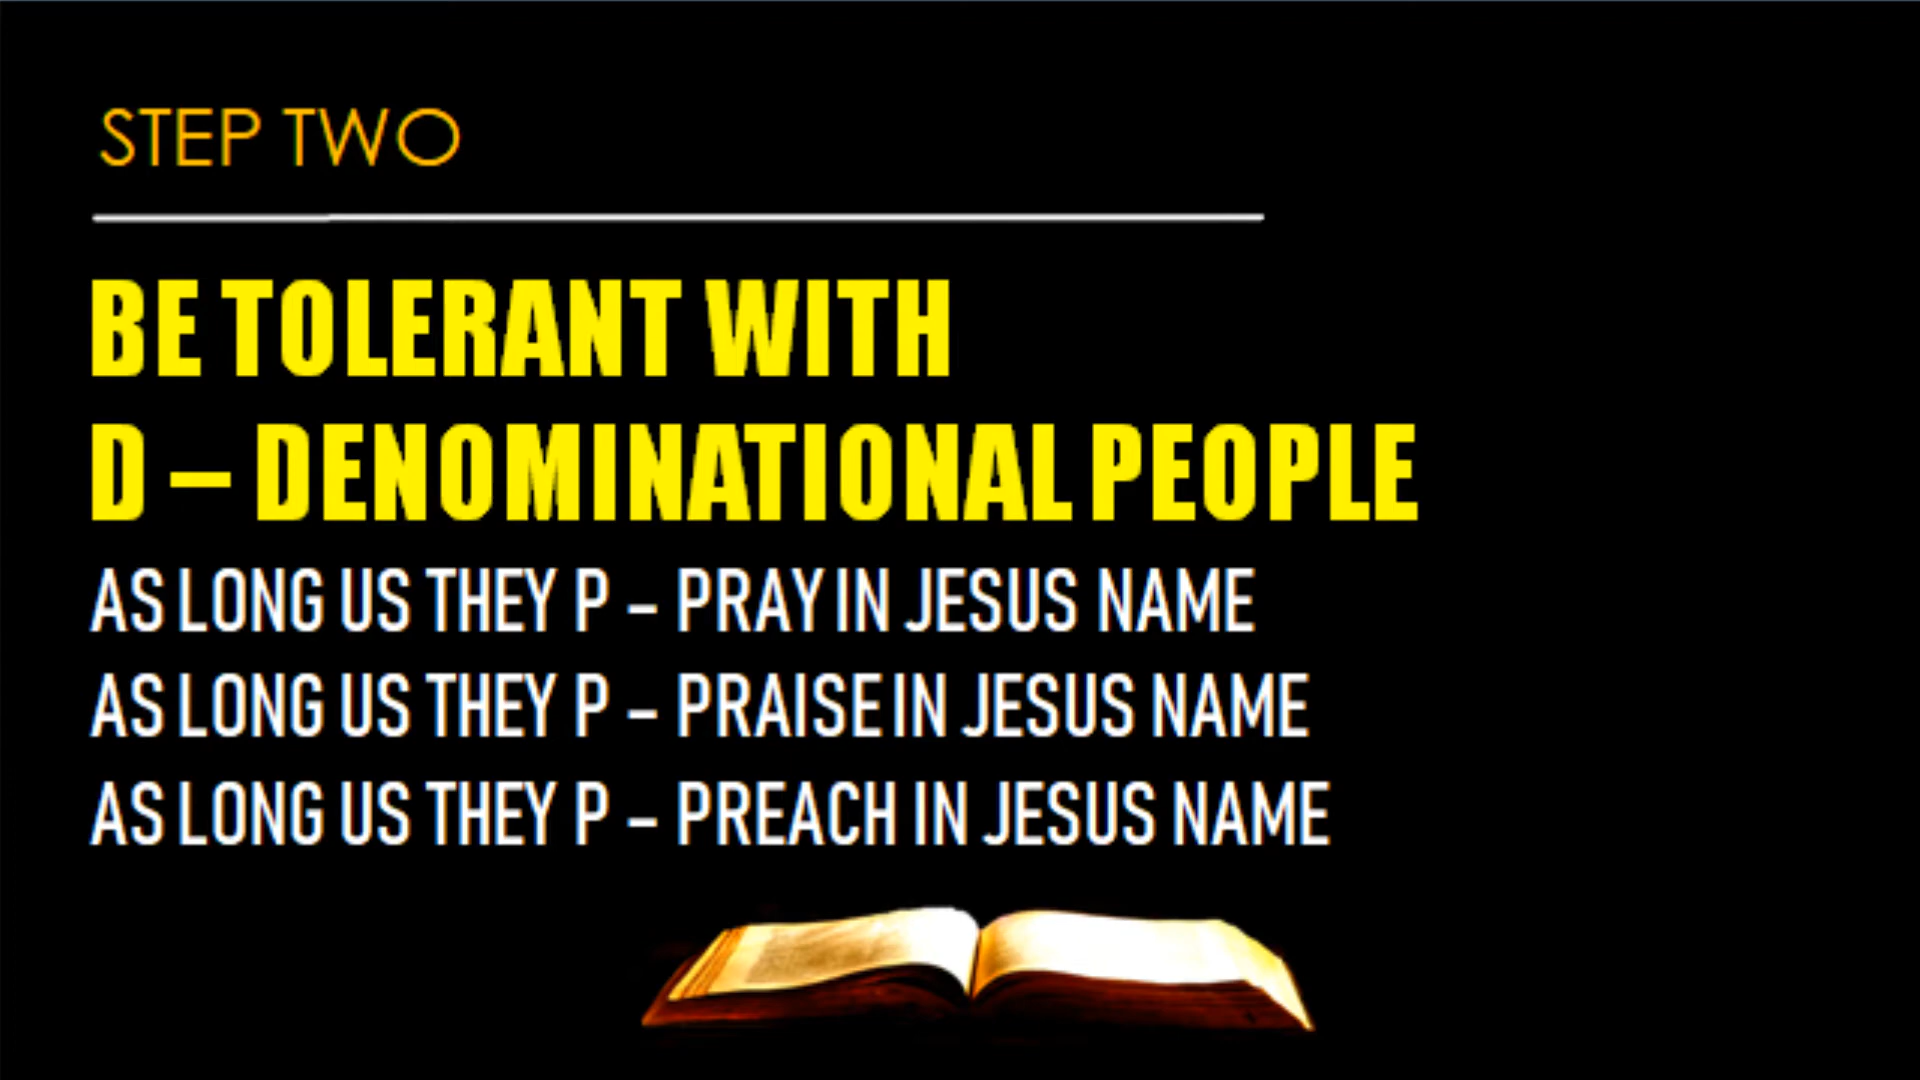 STEP TWO
BE TOLERANT WITH
D – DENOMINATIONAL PEOPLE
AS LONG US THEY P – PRAY IN JESUS NAME
AS LONG US THEY P – PRAISE IN JESUS NAME
AS LONG US THEY P – PREACH IN JESUS NAME